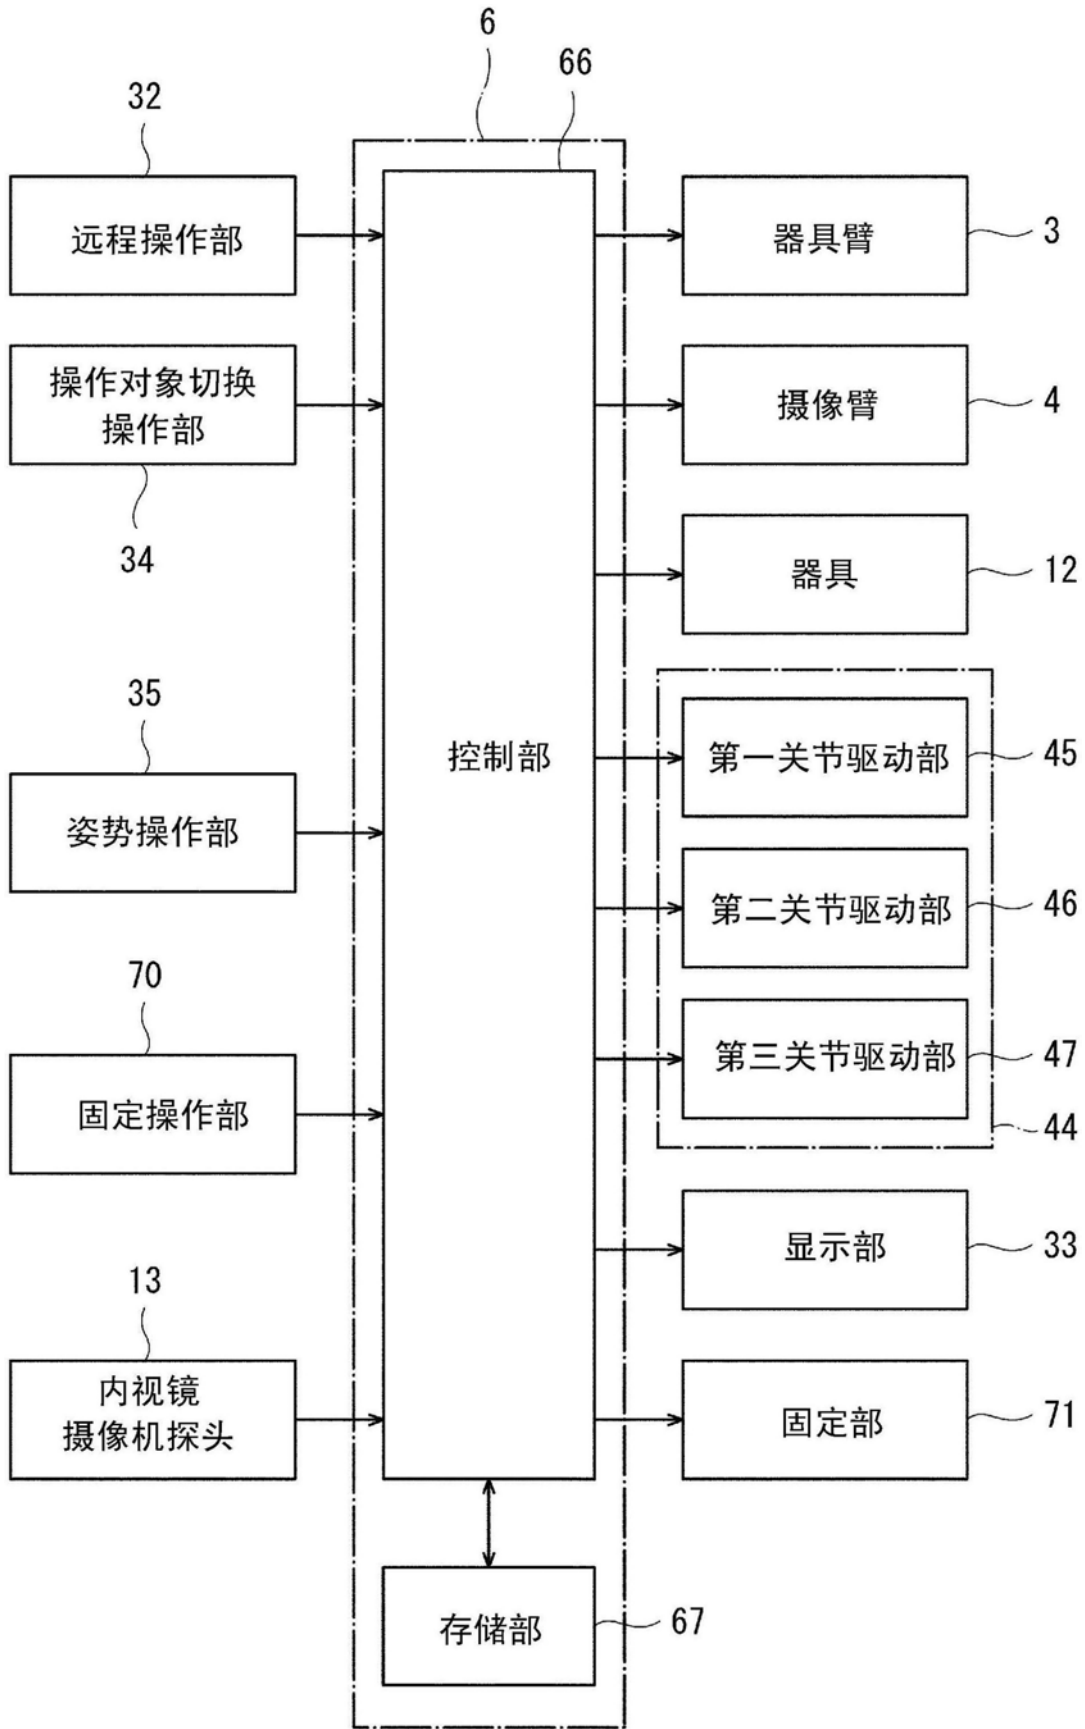 6
66
32
远程操作部
器具臂
3
操作对象切换
操作部
34
摄像臂
4
器具
12
35
姿势操作部
控制部
第一关节驱动部
45
第二关节驱动部
46
第三关节驱动部
47
44
70
固定操作部
显示部
33
13
内视镜
摄像机探头
固定部
71
存储部
67